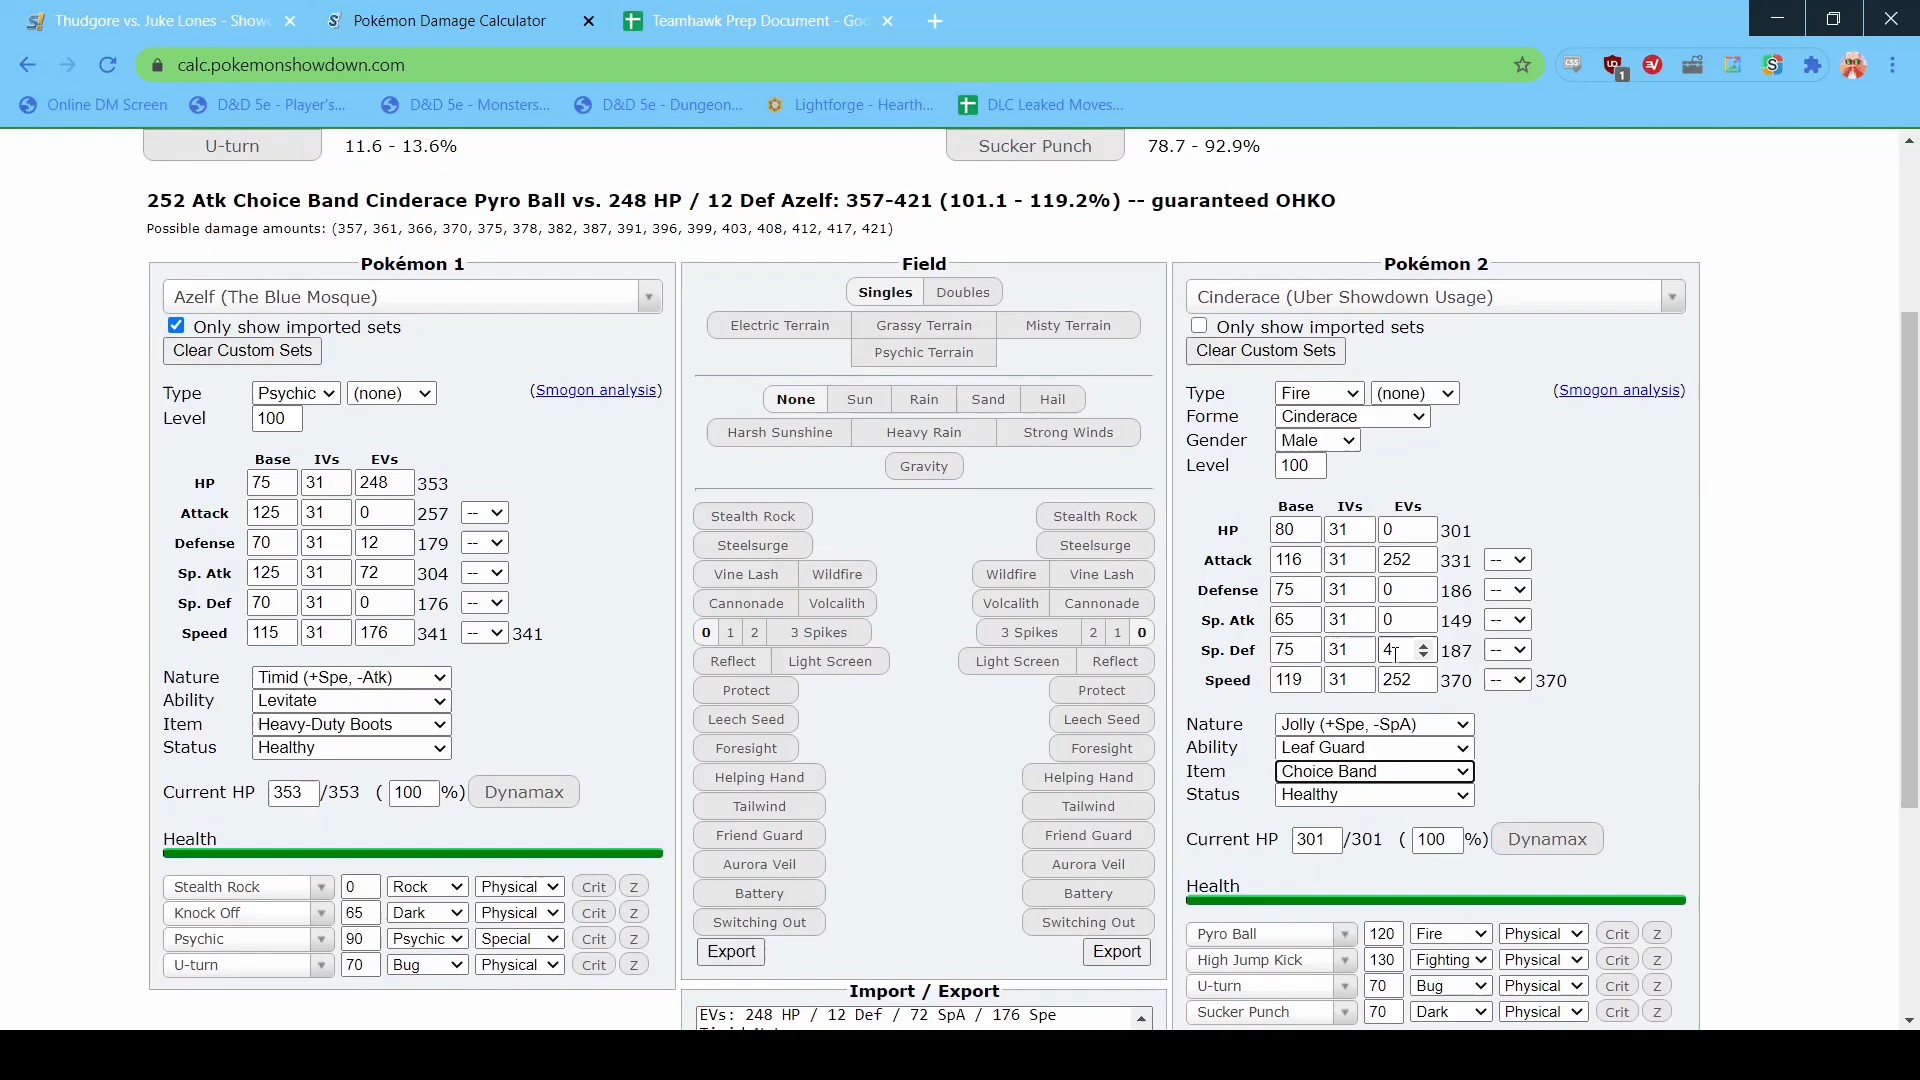 Thudgore vs. Juke Lones - Show
Pokémon Damage Calculator
Teamhawk Prep Document - Goo
calc.pokemonshowdown.com
1
Online DM Screen D&D 5e - Player's... D&D 5e - Monsters... D&D 5e - Dungeon... Lightforge - Hearth... DLC Leaked Moves...
U-turn 11.6 - 13.6% Sucker Punch 78.7 - 92.9%
252 Atk Choice Band Cinderace Pyro Ball vs. 248 HP / 12 Def Azelf: 357-421 (101.1 - 119.2%) -- guaranteed OHKO
Possible damage amounts: (357, 361, 366, 370, 375, 378, 382, 387, 391, 396, 399, 403, 408, 412, 417, 421)
Pokémon 1
Azelf (The Blue Mosque)
Only show imported sets
Clear Custom Sets
Type Psychic (none) (Smogon analysis)
Level 100
Base IVs EVs
HP 75 31 248 353
Attack 125 31 0 257 --
Defense 70 31 12 179 --
Sp. Atk 125 31 72 304 --
Sp. Def 70 31 0 176 --
Speed 115 31 176 341 -- 341
Nature Timid (+Spe, -Atk)
Ability Levitate
Item Heavy-Duty Boots
Status Healthy
Current HP 353 /353 ( 100 %) Dynamax
Health
Stealth Rock 0 Rock Physical Crit Z
Knock Off 65 Dark Physical Crit Z
Psychic 90 Psychic Special Crit Z
U-turn 70 Bug Physical Crit Z
Field
Singles Doubles
Electric Terrain Grassy Terrain Misty Terrain
Psychic Terrain
None Sun Rain Sand Hail
Harsh Sunshine Heavy Rain Strong Winds
Gravity
Stealth Rock Stealth Rock
Steelsurge Steelsurge
Vine Lash Wildfire Wildfire Vine Lash
Cannonade Volcalith Volcalith Cannonade
0 1 2 3 Spikes 3 Spikes 2 1 0
Reflect Light Screen Light Screen Reflect
Protect Protect
Leech Seed Leech Seed
Foresight Foresight
Helping Hand Helping Hand
Tailwind Tailwind
Friend Guard Friend Guard
Aurora Veil Aurora Veil
Battery Battery
Switching Out Switching Out
Export Export
Import / Export
EVs: 248 HP / 12 Def / 72 SpA / 176 Spe
Pokémon 2
Cinderace (Uber Showdown Usage)
Only show imported sets
Clear Custom Sets
Type Fire (none) (Smogon analysis)
Forme Cinderace
Gender Male
Level 100
Base IVs EVs
HP 80 31 0 301
Attack 116 31 252 331 --
Defense 75 31 0 186 --
Sp. Atk 65 31 0 149 --
Sp. Def 75 31 4 187 --
Speed 119 31 252 370 -- 370
Nature Jolly (+Spe, -SpA)
Ability Leaf Guard
Item Choice Band
Status Healthy
Current HP 301 /301 ( 100 %) Dynamax
Health
Pyro Ball 120 Fire Physical Crit Z
High Jump Kick 130 Fighting Physical Crit Z
U-turn 70 Bug Physical Crit Z
Sucker Punch 70 Dark Physical Crit Z